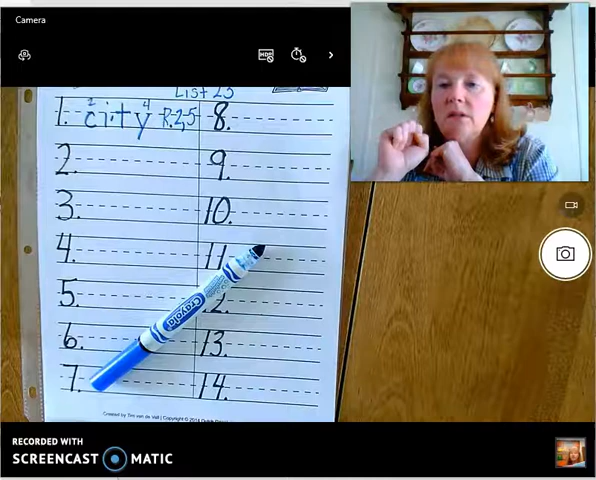 Camera
List 25
1. city R. 2, 5
8.
2.
9.
3.
10.
4.
11.
5.
12.
6.
13.
7.
14.
Crayola
RECORDED WITH
SCREENCAST MATIC